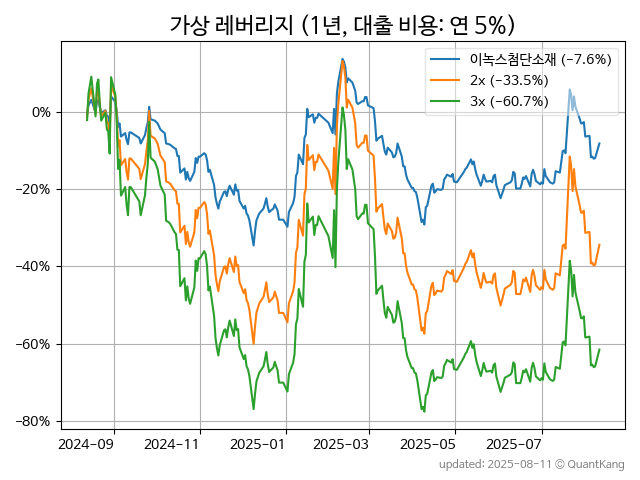 가상 레버리지 (1년, 대출 비용: 연 5%)
이녹스첨단소재 (−7.6%)
2x (−33.5%)
3x (−60.7%)
0%
−20%
−40%
−60%
−80%
2024−09 2024−11 2025−01 2025−03 2025−05 2025−07
updated: 2025-08-11 © QuantKang